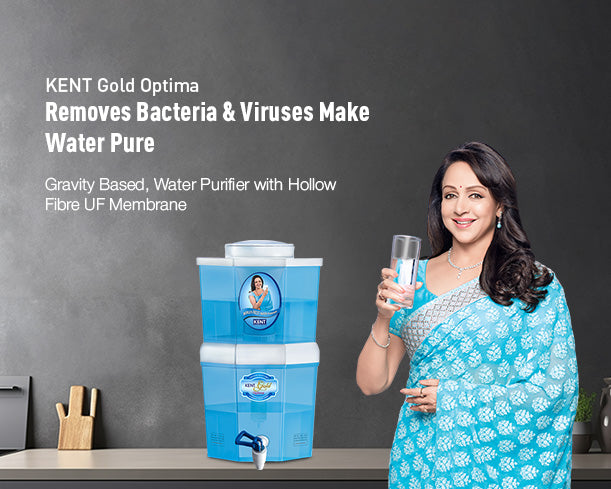 KENT Gold Optima
Removes Bacteria & Viruses Make
Water Pure
Gravity Based, Water Purifier with Hollow
Fibre UF Membrane
KENT
KENT Gold